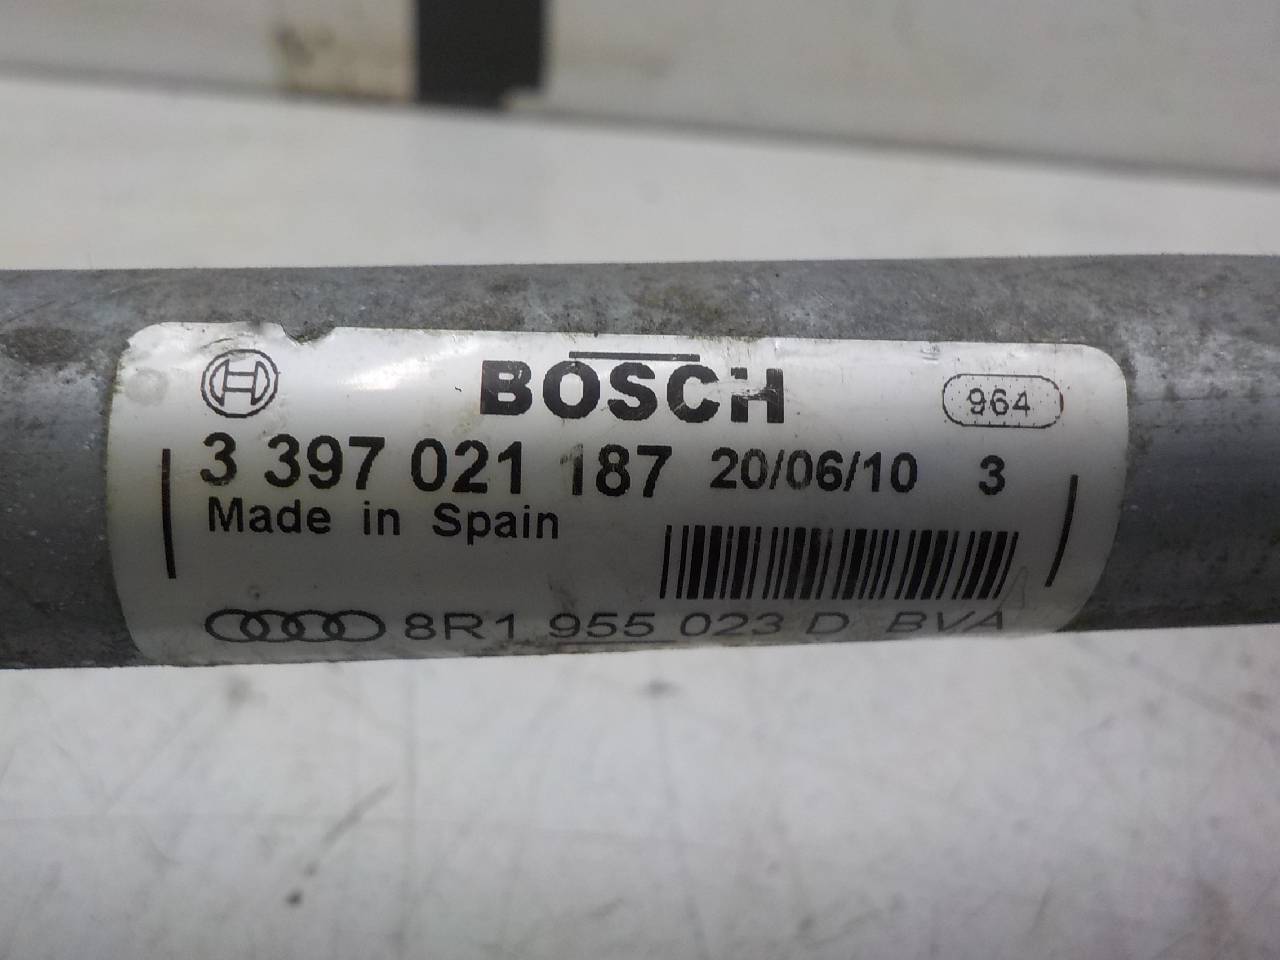 BOSCH
964
3 397 021 187 20/06/10 3
Made in Spain
8R1 955 023 D BVA